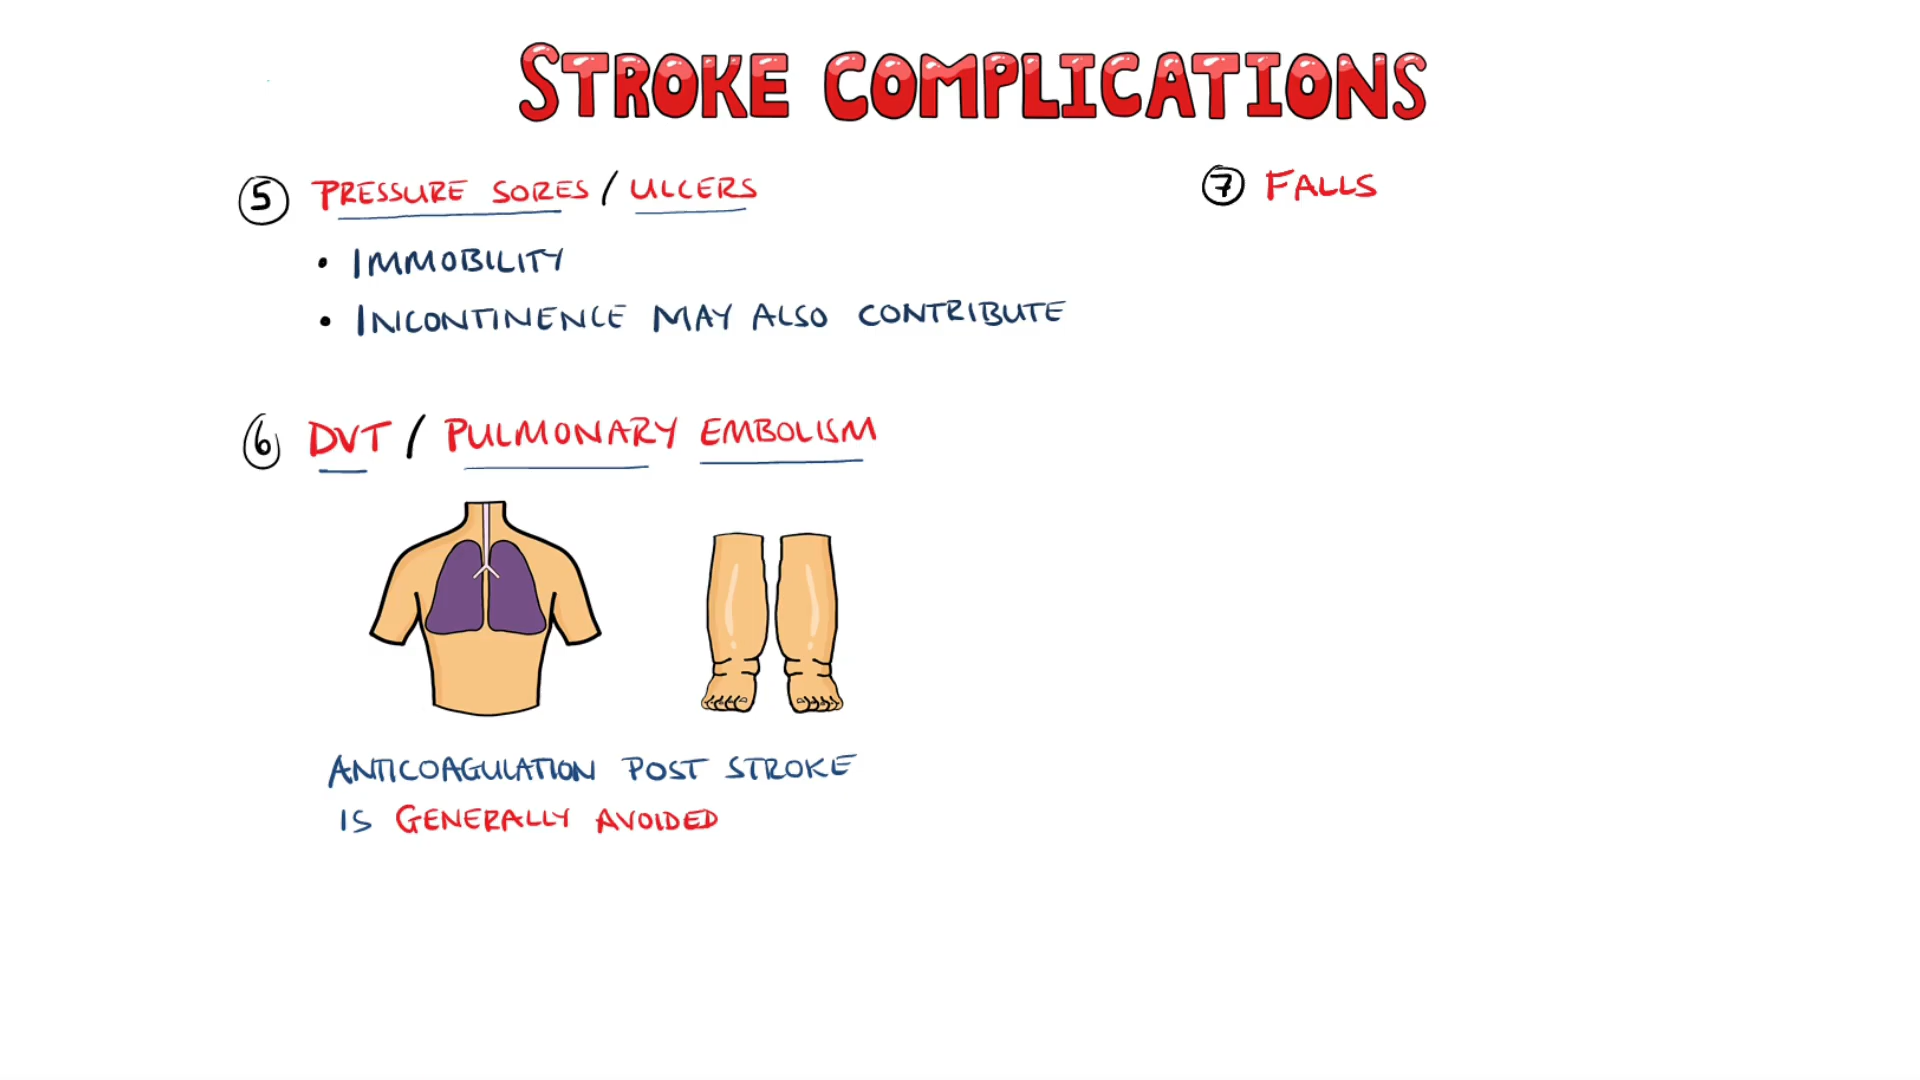 STROKE COMPLICATIONS
5 PRESSURE SORES / ULCERS
• IMMOBILITY
• INCONTINENCE MAY ALSO CONTRIBUTE
6 DVT / PULMONARY EMBOLISM
ANTICOAGULATION POST STROKE
IS GENERALLY AVOIDED
7 FALLS